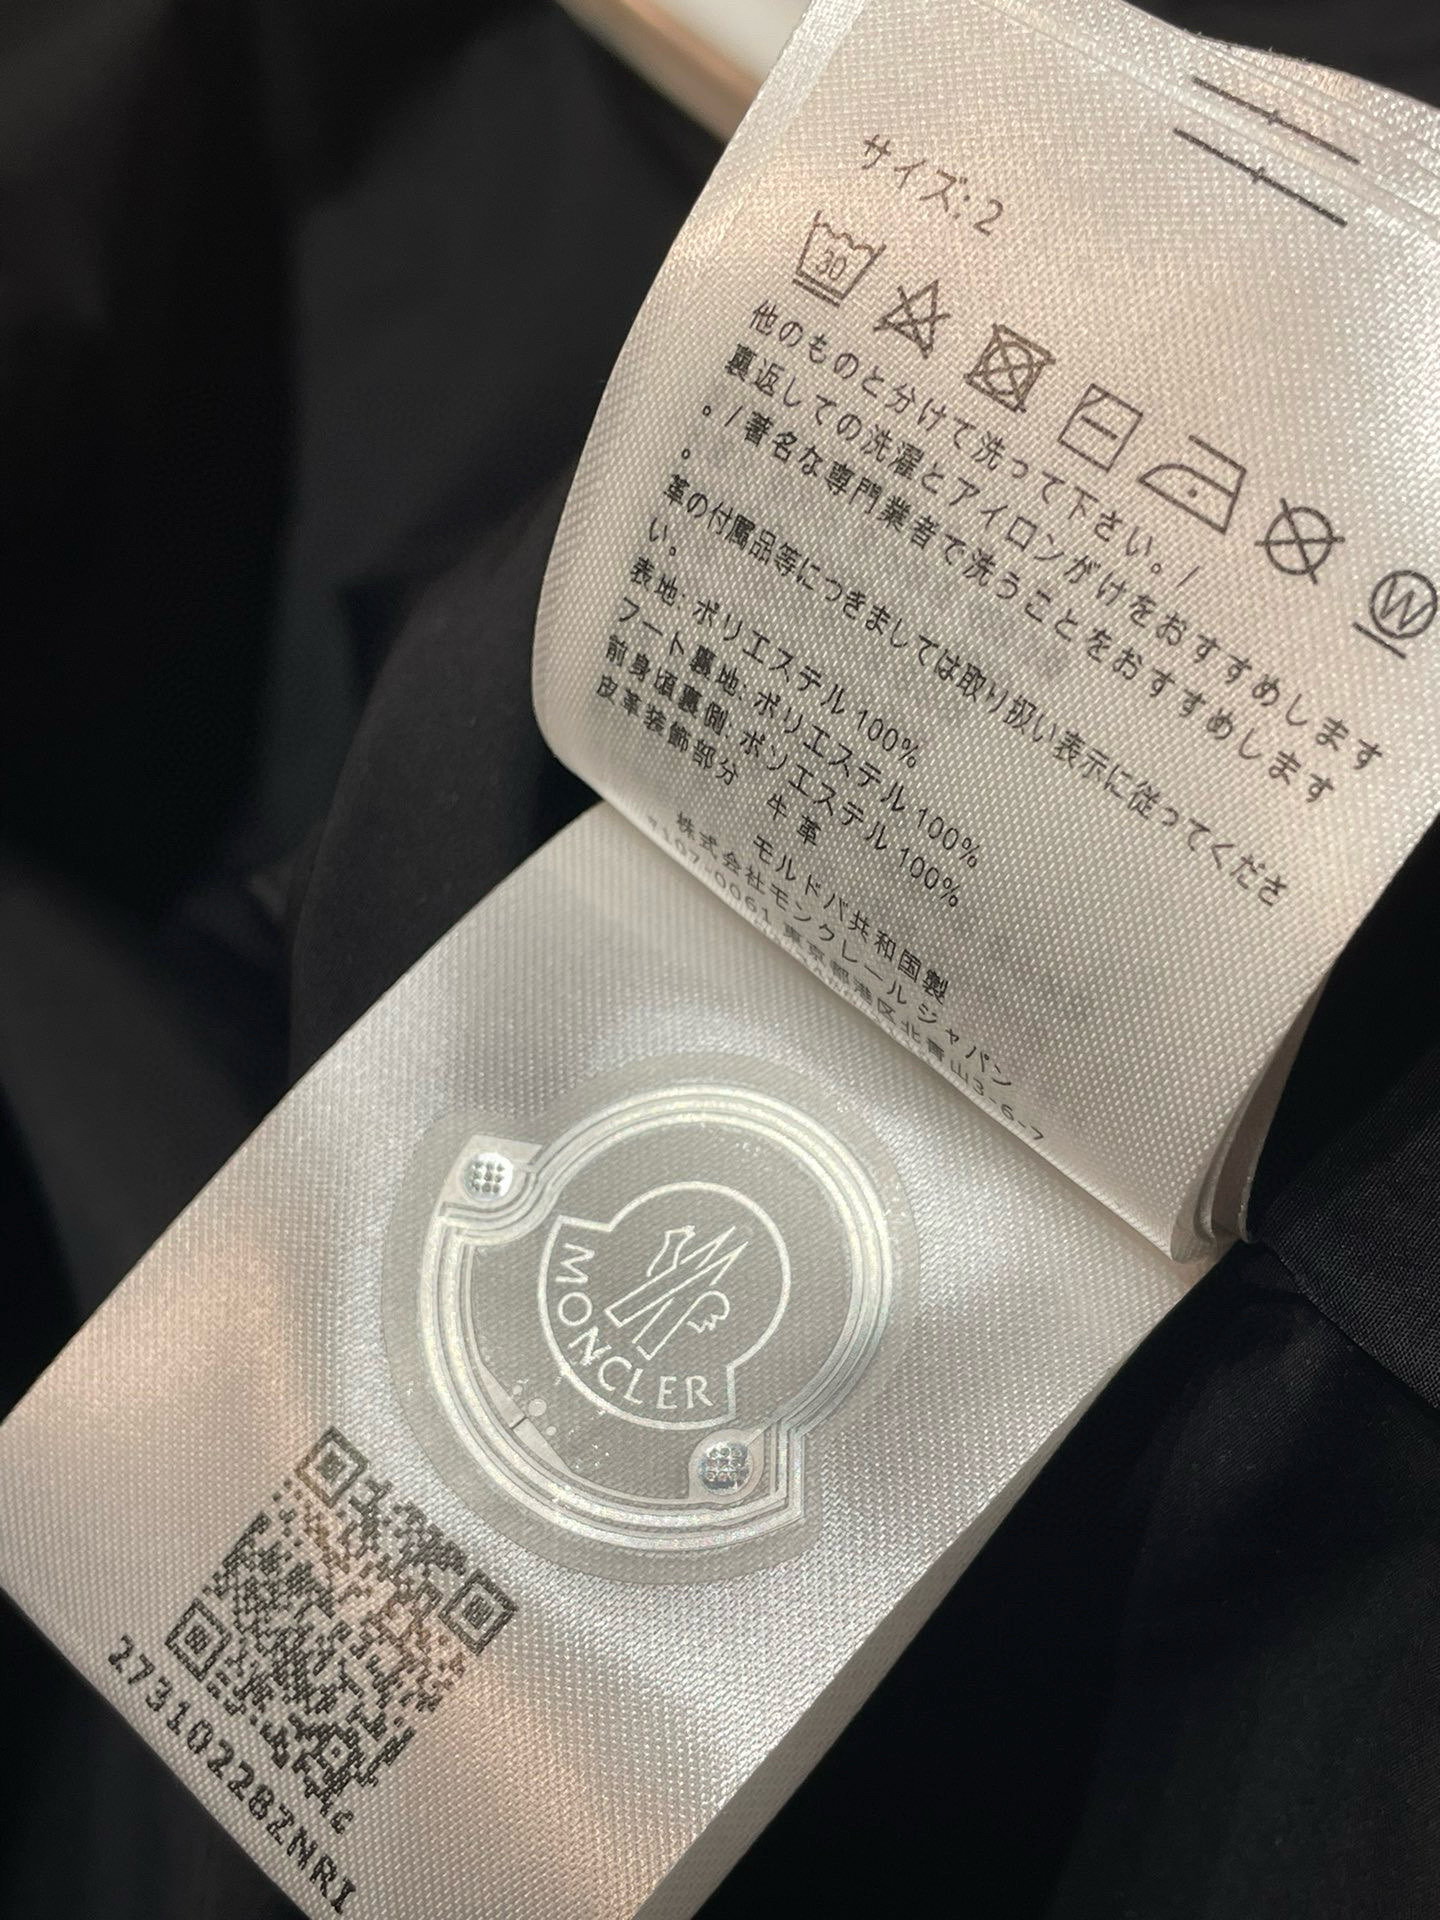 サイズ: 2
30
W
他のものと分けて洗って下さい。/
裏返しての洗濯とアイロンがけをおすすめします
。/著名な専門業者で洗うことをおすすめします
。
革の付属品等につきましては取り扱い表示に従ってくださ
い。
表地: ポリエステル 100%
フート裏地: ポリエステル 100%
前身頃裏側: ポリエステル 100%
皮革装飾部分 牛革
モルドバ共和国製
株式会社モンクレール ジャパン
〒107-0061 東京都港区北青山3-6-7
MONCLER
273102282NRI